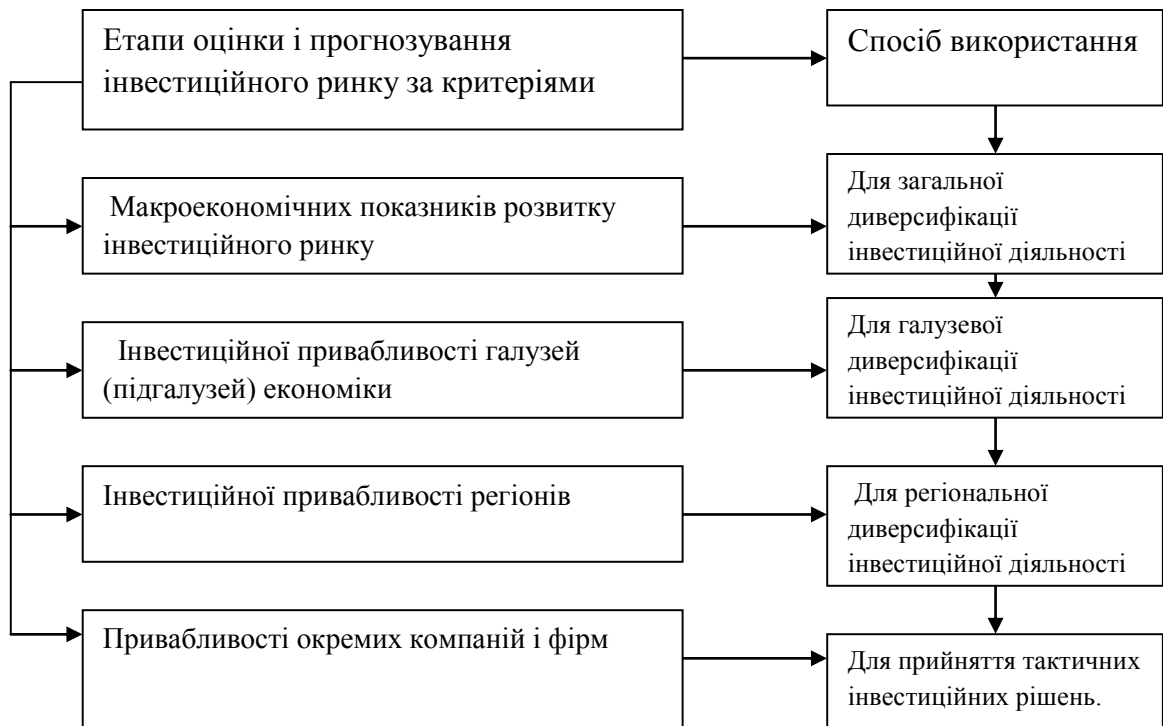 Етапи оцінки і прогнозування
інвестиційного ринку за критеріями
Спосіб використання
Макроекономічних показників розвитку
інвестиційного ринку
Для загальної
диверсифікації
інвестиційної діяльності
Інвестиційної привабливості галузей
(підгалузей) економіки
Для галузевої
диверсифікації
інвестиційної діяльності
Інвестиційної привабливості регіонів
Для регіональної
диверсифікації
інвестиційної діяльності
Привабливості окремих компаній і фірм
Для прийняття тактичних
інвестиційних рішень.